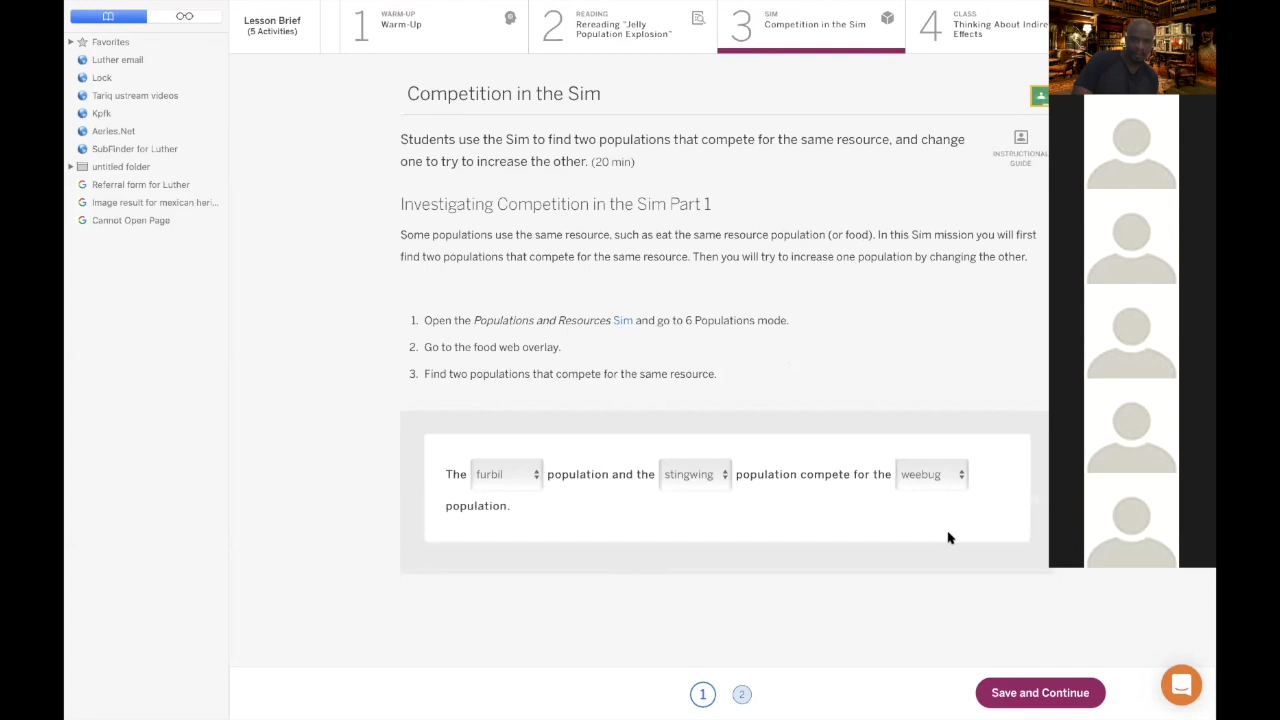 Lesson Brief
(5 Activities)
1
WARM-UP
Warm-Up
2
READING
Rereading "Jelly
Population Explosion"
3
SIM
Competition in the Sim
4
CLASS
Thinking About Indire
Effects
Favorites
Luther email
Lock
Tariq ustream videos
Kpfk
Aeries.Net
SubFinder for Luther
untitled folder
Referral form for Luther
Image result for mexican heri...
Cannot Open Page
Competition in the Sim
Students use the Sim to find two populations that compete for the same resource, and change
one to try to increase the other. (20 min)
INSTRUCTIONAL
GUIDE
Investigating Competition in the Sim Part 1
Some populations use the same resource, such as eat the same resource population (or food). In this Sim mission you will first
find two populations that compete for the same resource. Then you will try to increase one population by changing the other.
1. Open the Populations and Resources Sim and go to 6 Populations mode.
2. Go to the food web overlay.
3. Find two populations that compete for the same resource.
The furbil population and the stingwing population compete for the weebug
population.
1 2
Save and Continue